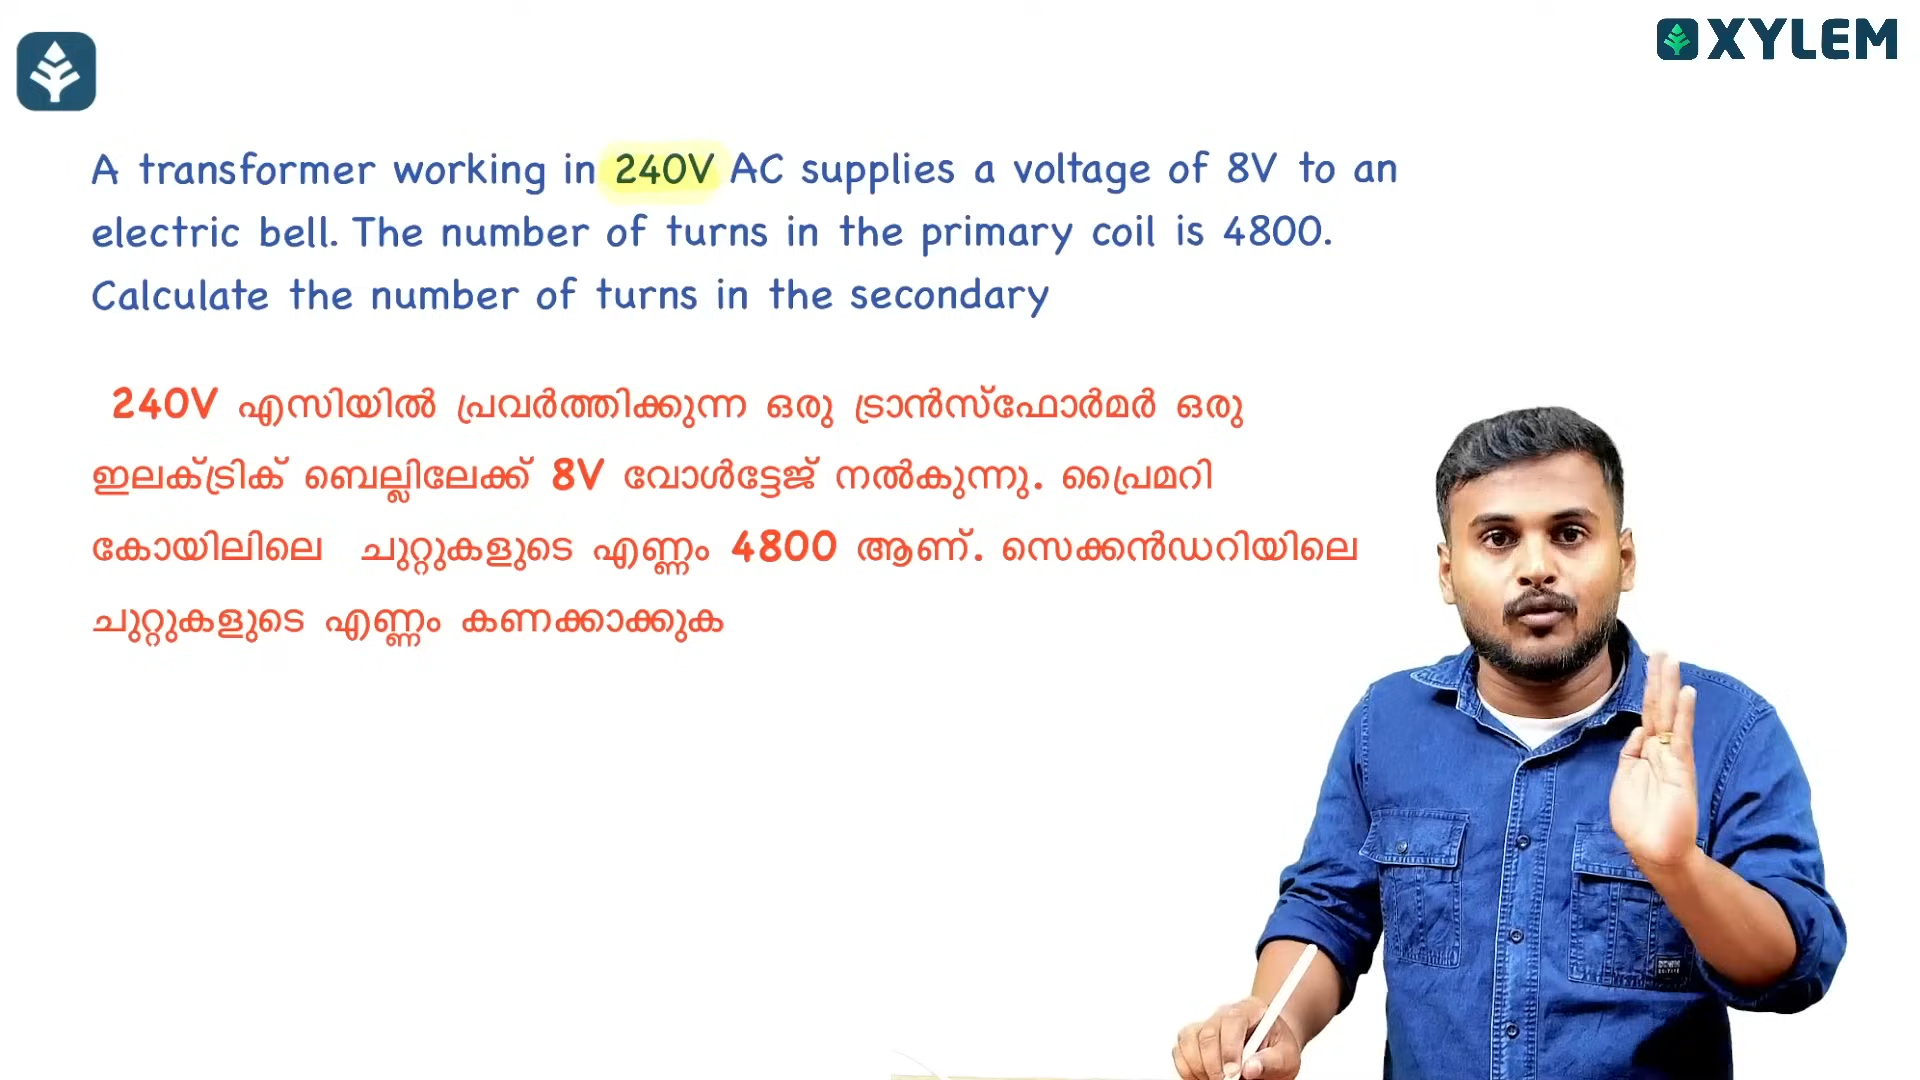 XYLEM
A transformer working in 240V AC supplies a voltage of 8V to an
electric bell. The number of turns in the primary coil is 4800.
Calculate the number of turns in the secondary
240V എസിയിൽ പ്രവർത്തിക്കുന്ന ഒരു ട്രാൻസ്ഫോർമർ ഒരു
ഇലക്ട്രിക് ബെല്ലിലേക്ക് 8V വോൾട്ടേജ് നൽകുന്നു. പ്രൈമറി
കോയിലിലെ ചുറ്റുകളുടെ എണ്ണം 4800 ആണ്. സെക്കൻഡറിയിലെ
ചുറ്റുകളുടെ എണ്ണം കണക്കാക്കുക